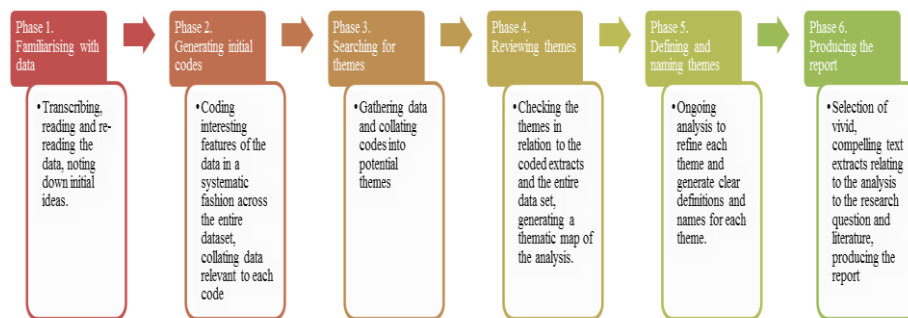 Phase 1.
Familiarising with
data
•Transcribing,
reading and re-
reading the
data, noting
down initial
ideas.
Phase 2.
Generating initial
codes
•Coding
interesting
features of the
data in a
systematic
fashion across
the entire
dataset,
collating data
relevant to each
code
Phase 3.
Searching for
themes
•Gathering data
and collating
codes into
potential
themes
Phase 4.
Reviewing themes
•Checking the
themes in
relation to the
coded extracts
and the entire
data set,
generating a
thematic map of
the analysis.
Phase 5.
Defining and
naming themes
•Ongoing
analysis to
refine each
theme and
generate clear
definitions and
names for each
theme.
Phase 6.
Producing the
report
•Selection of
vivid,
compelling text
extracts relating
to the analysis
to the research
question and
literature,
producing the
report